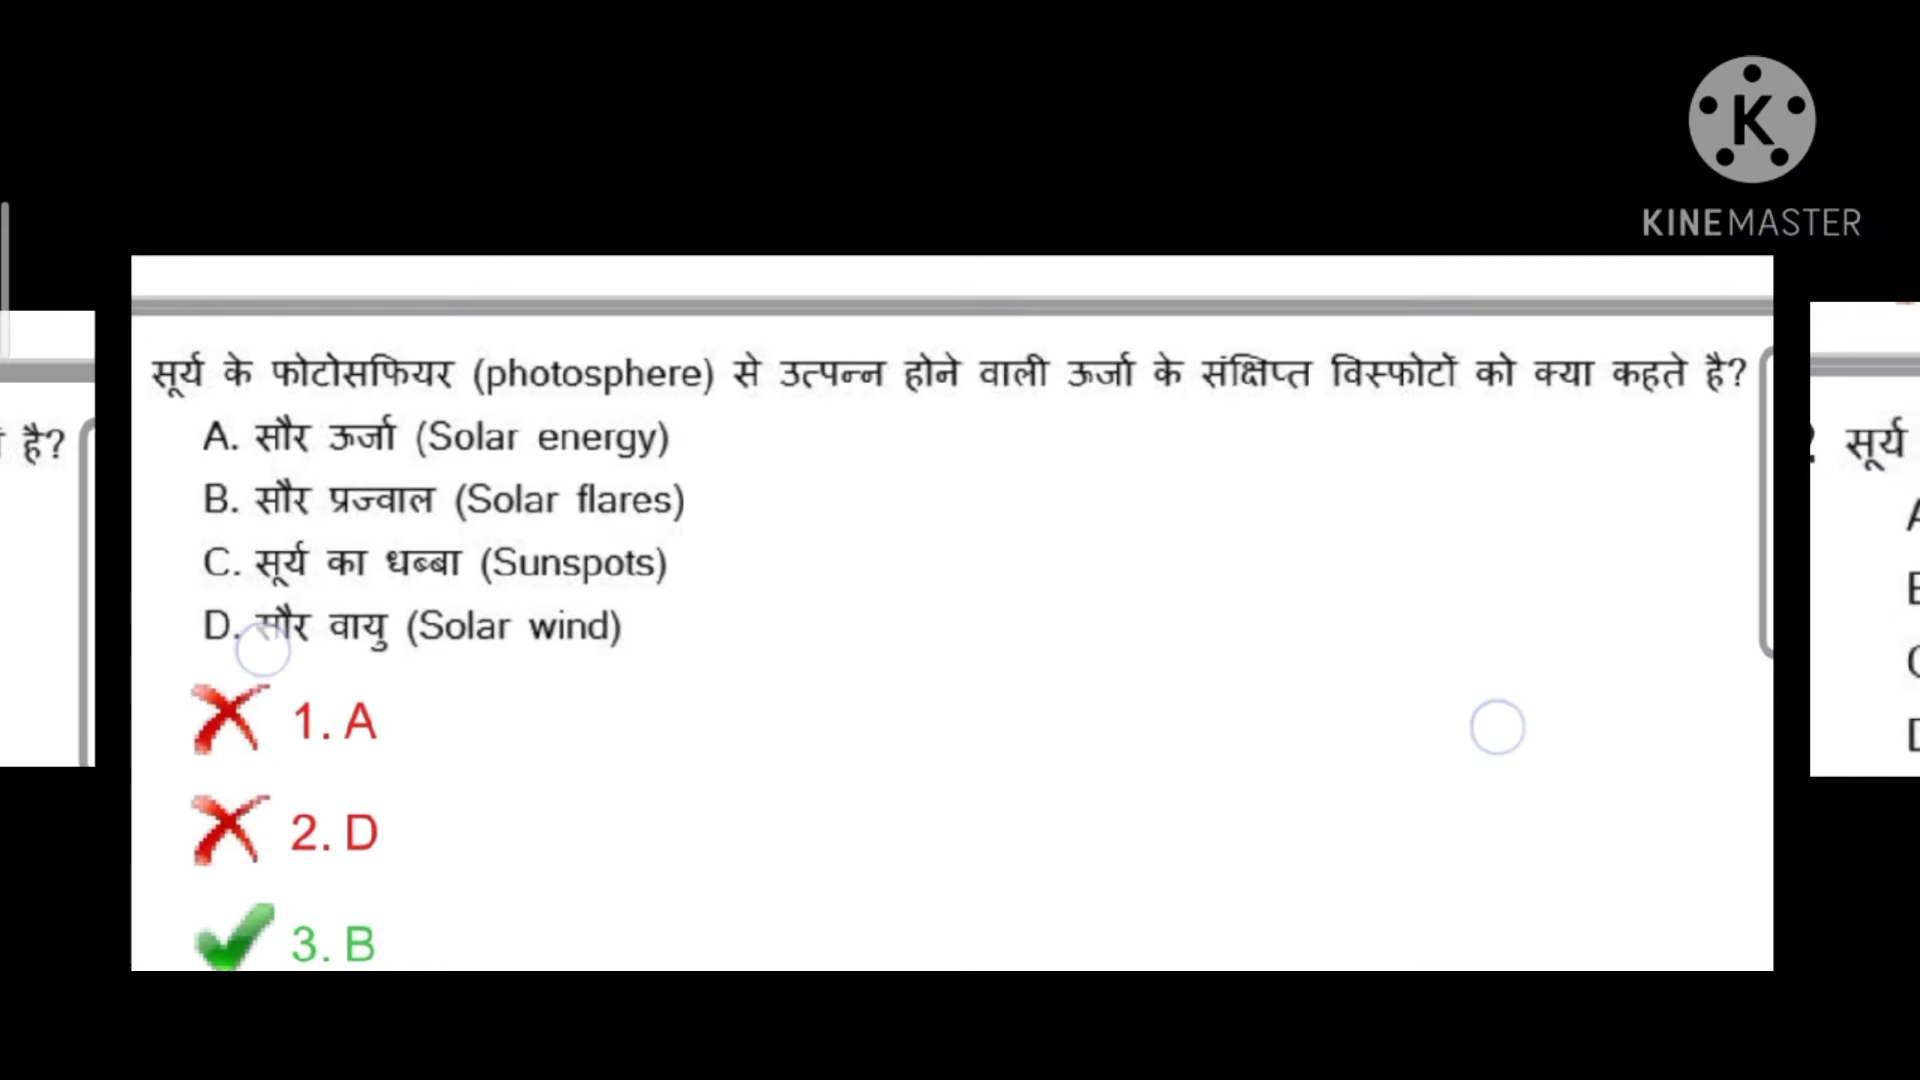 K
KINEMASTER
सूर्य के फोटोसफियर (photosphere) से उत्पन्न होने वाली ऊर्जा के संक्षिप्त विस्फोटों को क्या कहते है?
A. सौर ऊर्जा (Solar energy)
B. सौर प्रज्वाल (Solar flares)
C. सूर्य का धब्बा (Sunspots)
D. सौर वायु (Solar wind)
1. A
2. D
3. B
है?
सूर्य